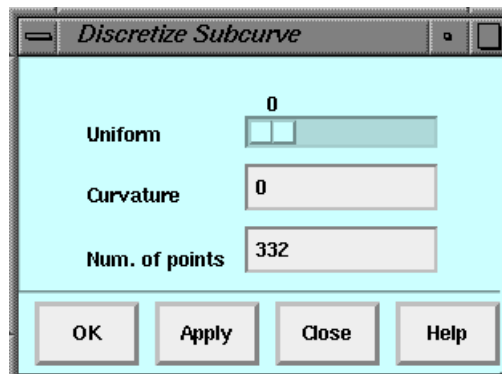 Discretize Subcurve
0
Uniform
Curvature 0
Num. of points 332
OK Apply Close Help